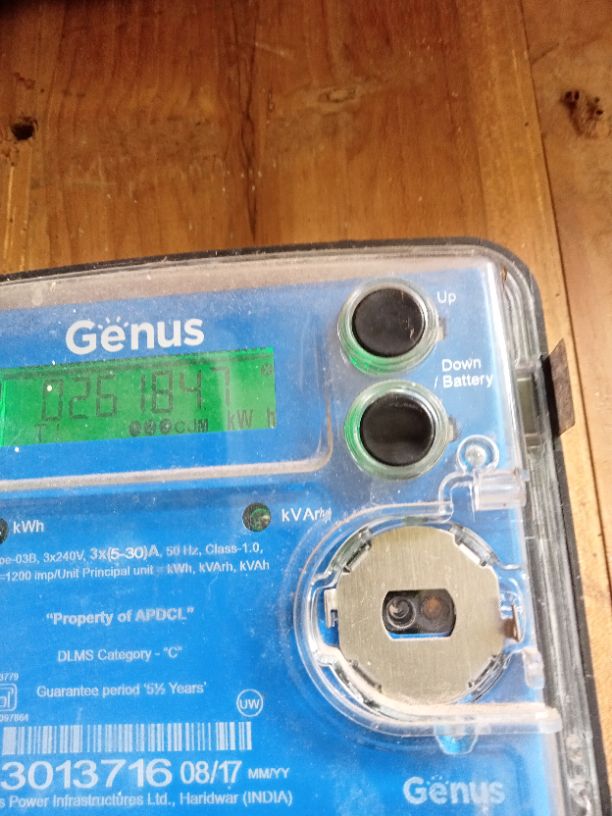 Up
Genus
Down
/ Battery
0261847
kW h
kWh
kVArh
3x240V, 3x(5-30)A, 50 Hz, Class-1.0,
=1200 imp/Unit Principal unit = kWh, kVArh, kVAh
"Property of APDCL"
DLMS Category - "C"
3779
Guarantee period '5½ Years'
097864
UW
3013716 08/17 MM/YY
s Power Infrastructures Ltd., Haridwar (INDIA)
Genus